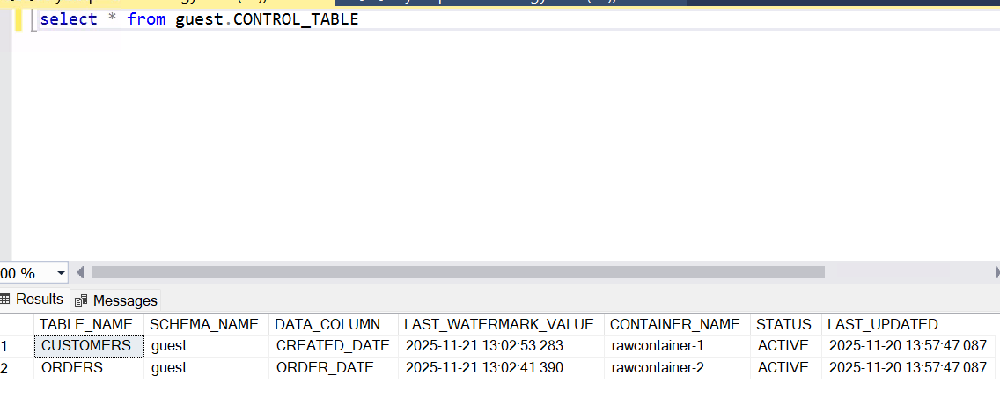 select * from guest.CONTROL_TABLE
00 %
Results Messages
TABLE_NAME SCHEMA_NAME DATA_COLUMN LAST_WATERMARK_VALUE CONTAINER_NAME STATUS LAST_UPDATED
1 CUSTOMERS guest CREATED_DATE 2025-11-21 13:02:53.283 rawcontainer-1 ACTIVE 2025-11-20 13:57:47.087
2 ORDERS guest ORDER_DATE 2025-11-21 13:02:41.390 rawcontainer-2 ACTIVE 2025-11-20 13:57:47.087